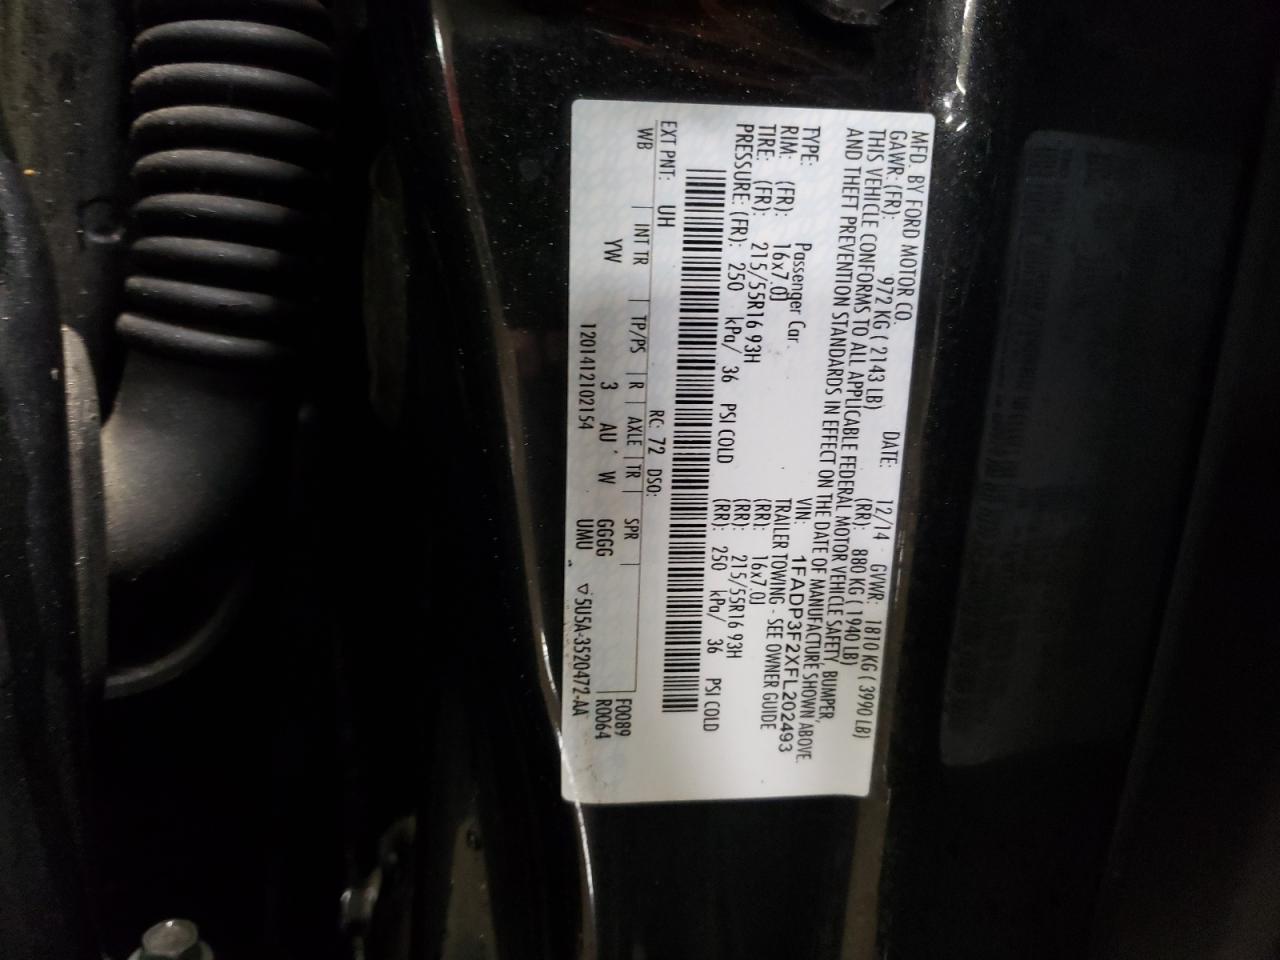 MFD. BY FORD MOTOR CO.
DATE: 12/14 GVWR: 1810 KG ( 3990 LB)
GAWR: (FR): 972 KG ( 2143 LB) (RR): 880 KG ( 1940 LB)
THIS VEHICLE CONFORMS TO ALL APPLICABLE FEDERAL MOTOR VEHICLE SAFETY, BUMPER,
AND THEFT PREVENTION STANDARDS IN EFFECT ON THE DATE OF MANUFACTURE SHOWN ABOVE.
VIN: 1FADP3F2XFL202493
TYPE: Passenger Car TRAILER TOWING - SEE OWNER GUIDE
RIM: (FR): 16x7.0J (RR): 16x7.0J
TIRE: (FR): 215/55R16 93H (RR): 215/55R16 93H
PRESSURE: (FR): 250 kPa/ 36 PSI COLD (RR): 250 kPa/ 36 PSI COLD
EXT PNT: UH RC: 72 DSO:
WB INT TR TP/PS R AXLE TR SPR F0089
YW 3 AU W GGGG R0064
1201412102154 UMU ▽5U5A-3520472-AA